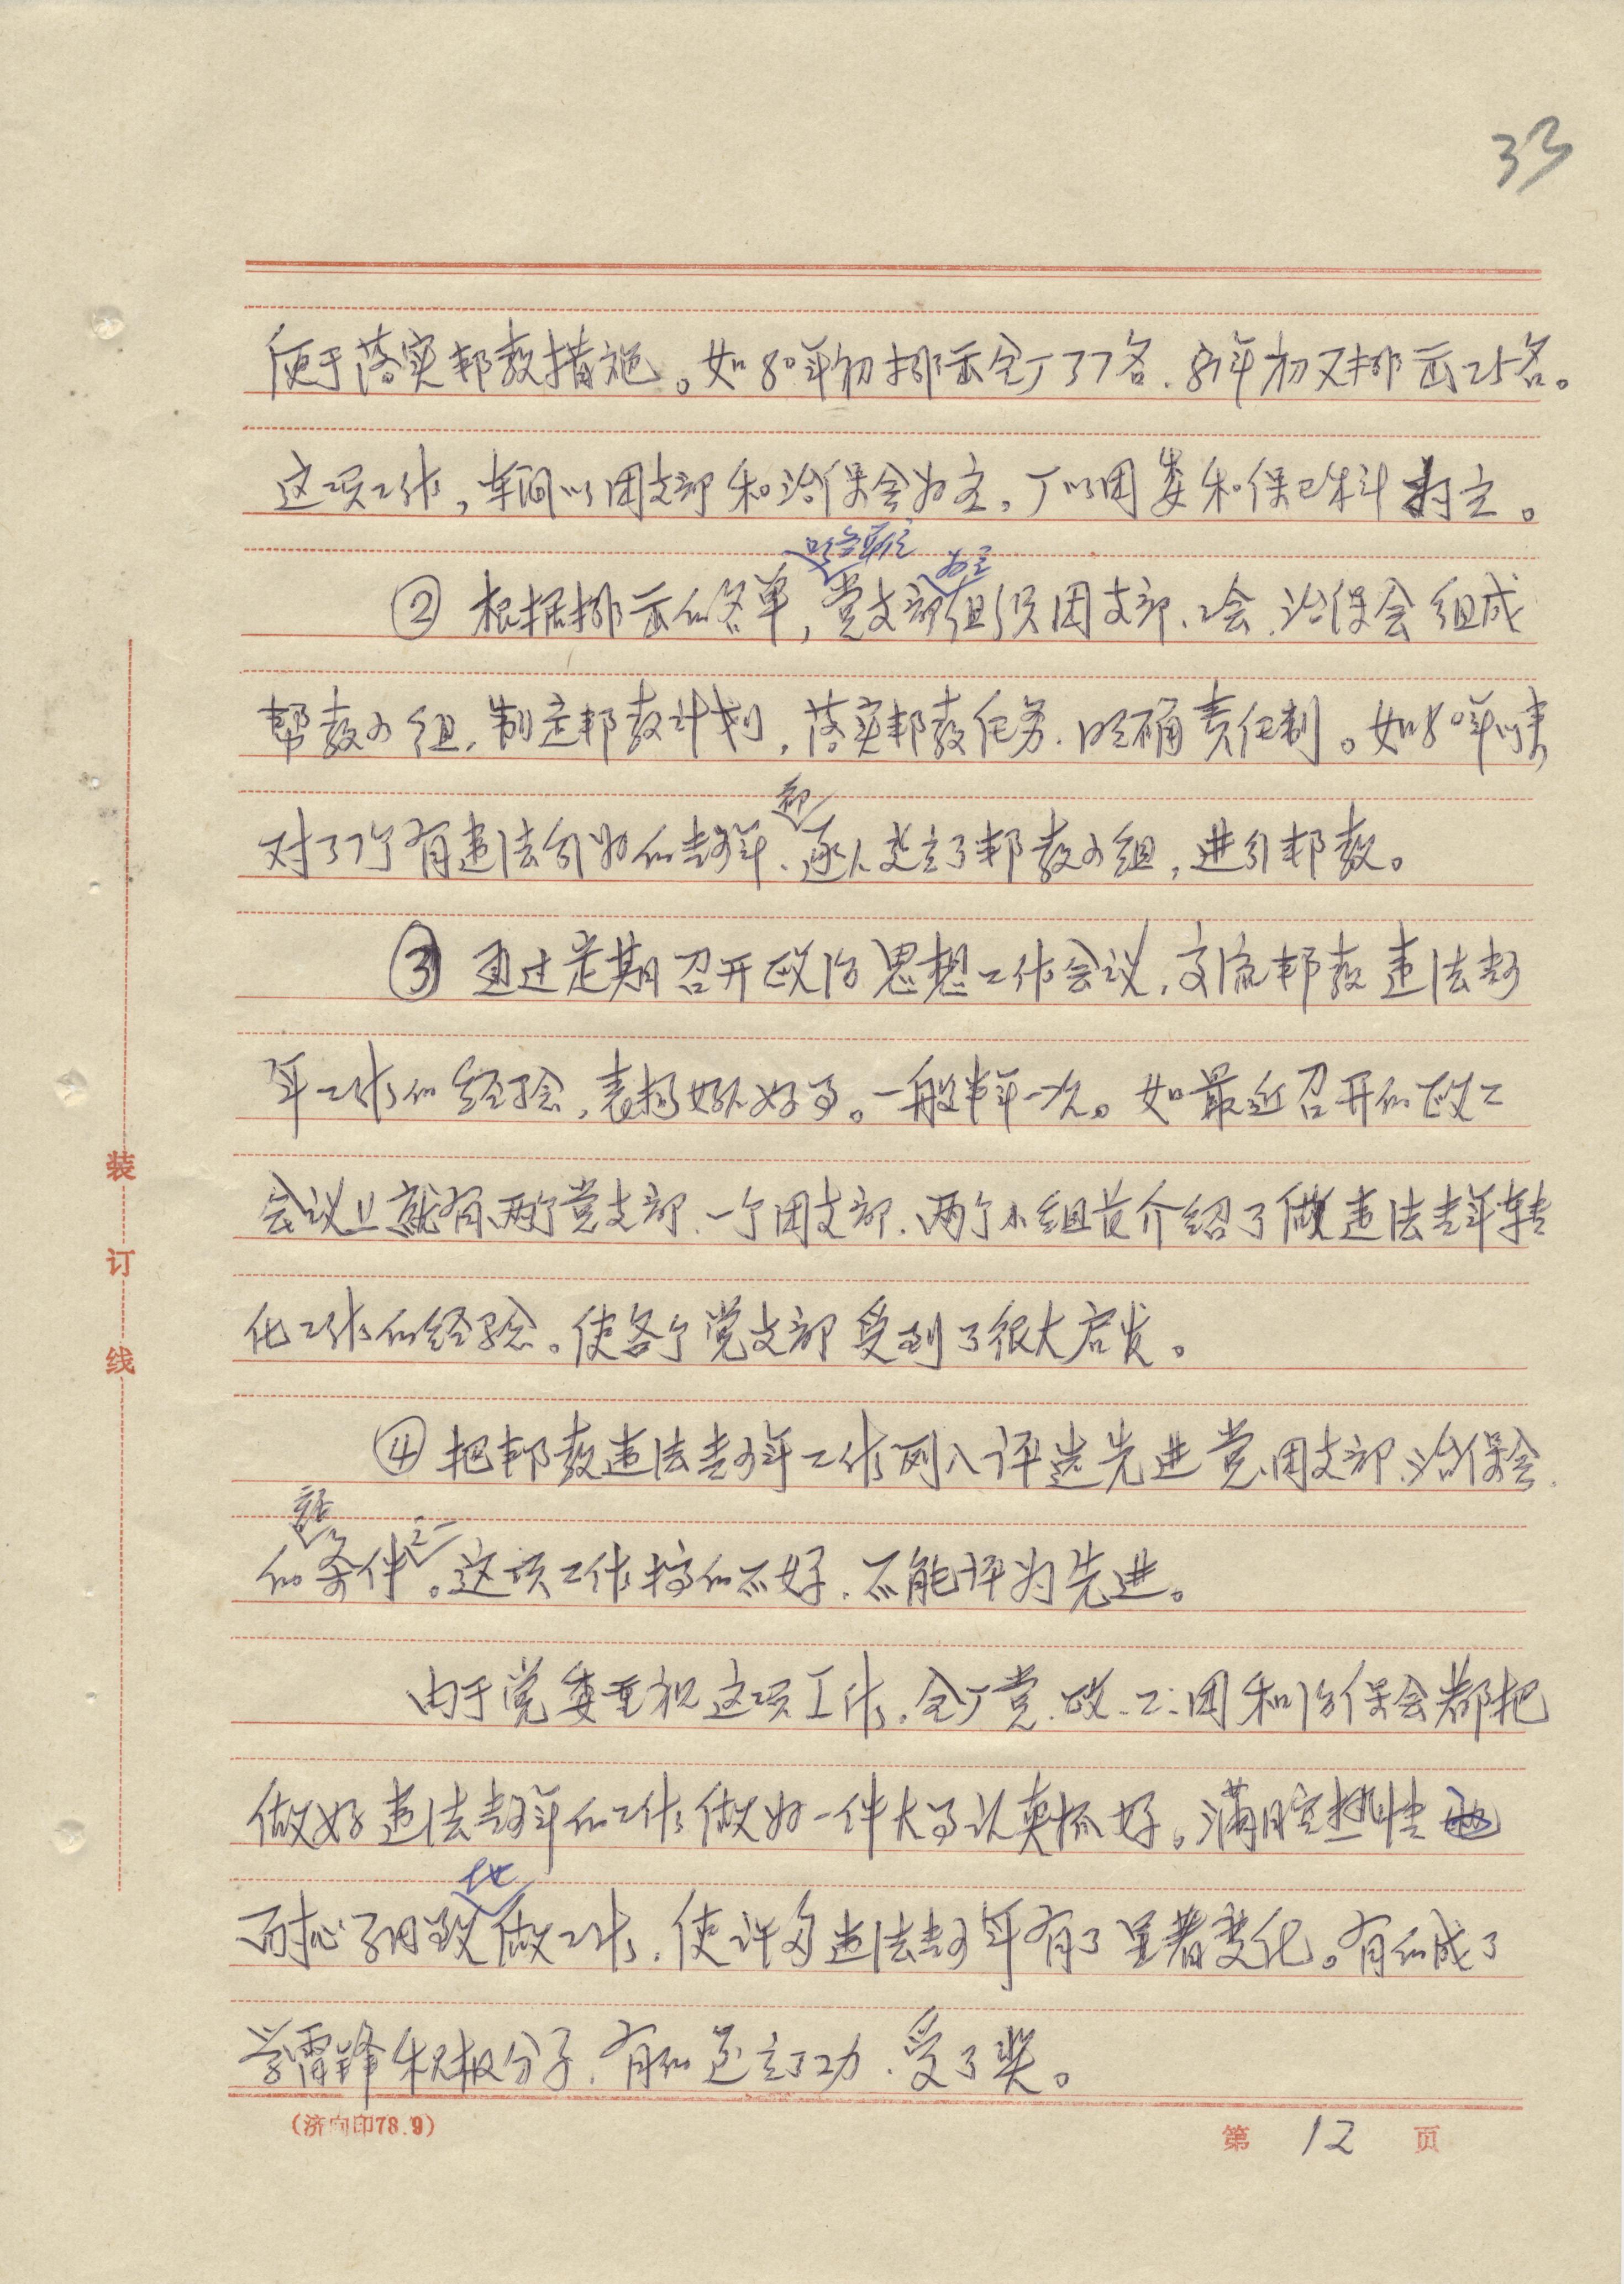 33
便于落实帮教措施。如80年初排出全厂37名、81年初又排出25名。
这项工作，车间以团支部和治保会为主，厂以团委和保卫科为主。
为主
②根据排出的名单，党支部组织团支部、工会、治保会组成
帮教小组，制定帮教计划，落实帮教任务、明确责任制。如80年以来
都
对37个有违法行为的青少年、逐人建立了帮教小组，进行帮教。
③通过定期召开政治思想工作会议，交流帮教违法青少
年工作的经验，表扬好人好事。一般半年一次。如最近召开的政工
会议上就有两个党支部、一个团支部、两个小组长介绍了做违法青年转
化工作的经验。使各个党支部受到了很大启发。
④把帮教违法青少年工作列入评选先进党、团支部、治保会
的条件之一。这项工作搞的不好、不能评为先进。
由于党委重视这项工作，全厂党、政、工、团和治保会都把
做好违法青少年的工作做为一件大事认真抓好。满腔热情
地
耐心细致做工作，使许多违法青少年有了显著变化。有的成了
学雷锋积极分子，有的还立了功、受了奖。
装
订
线
(济向印78.9)
第 12 页